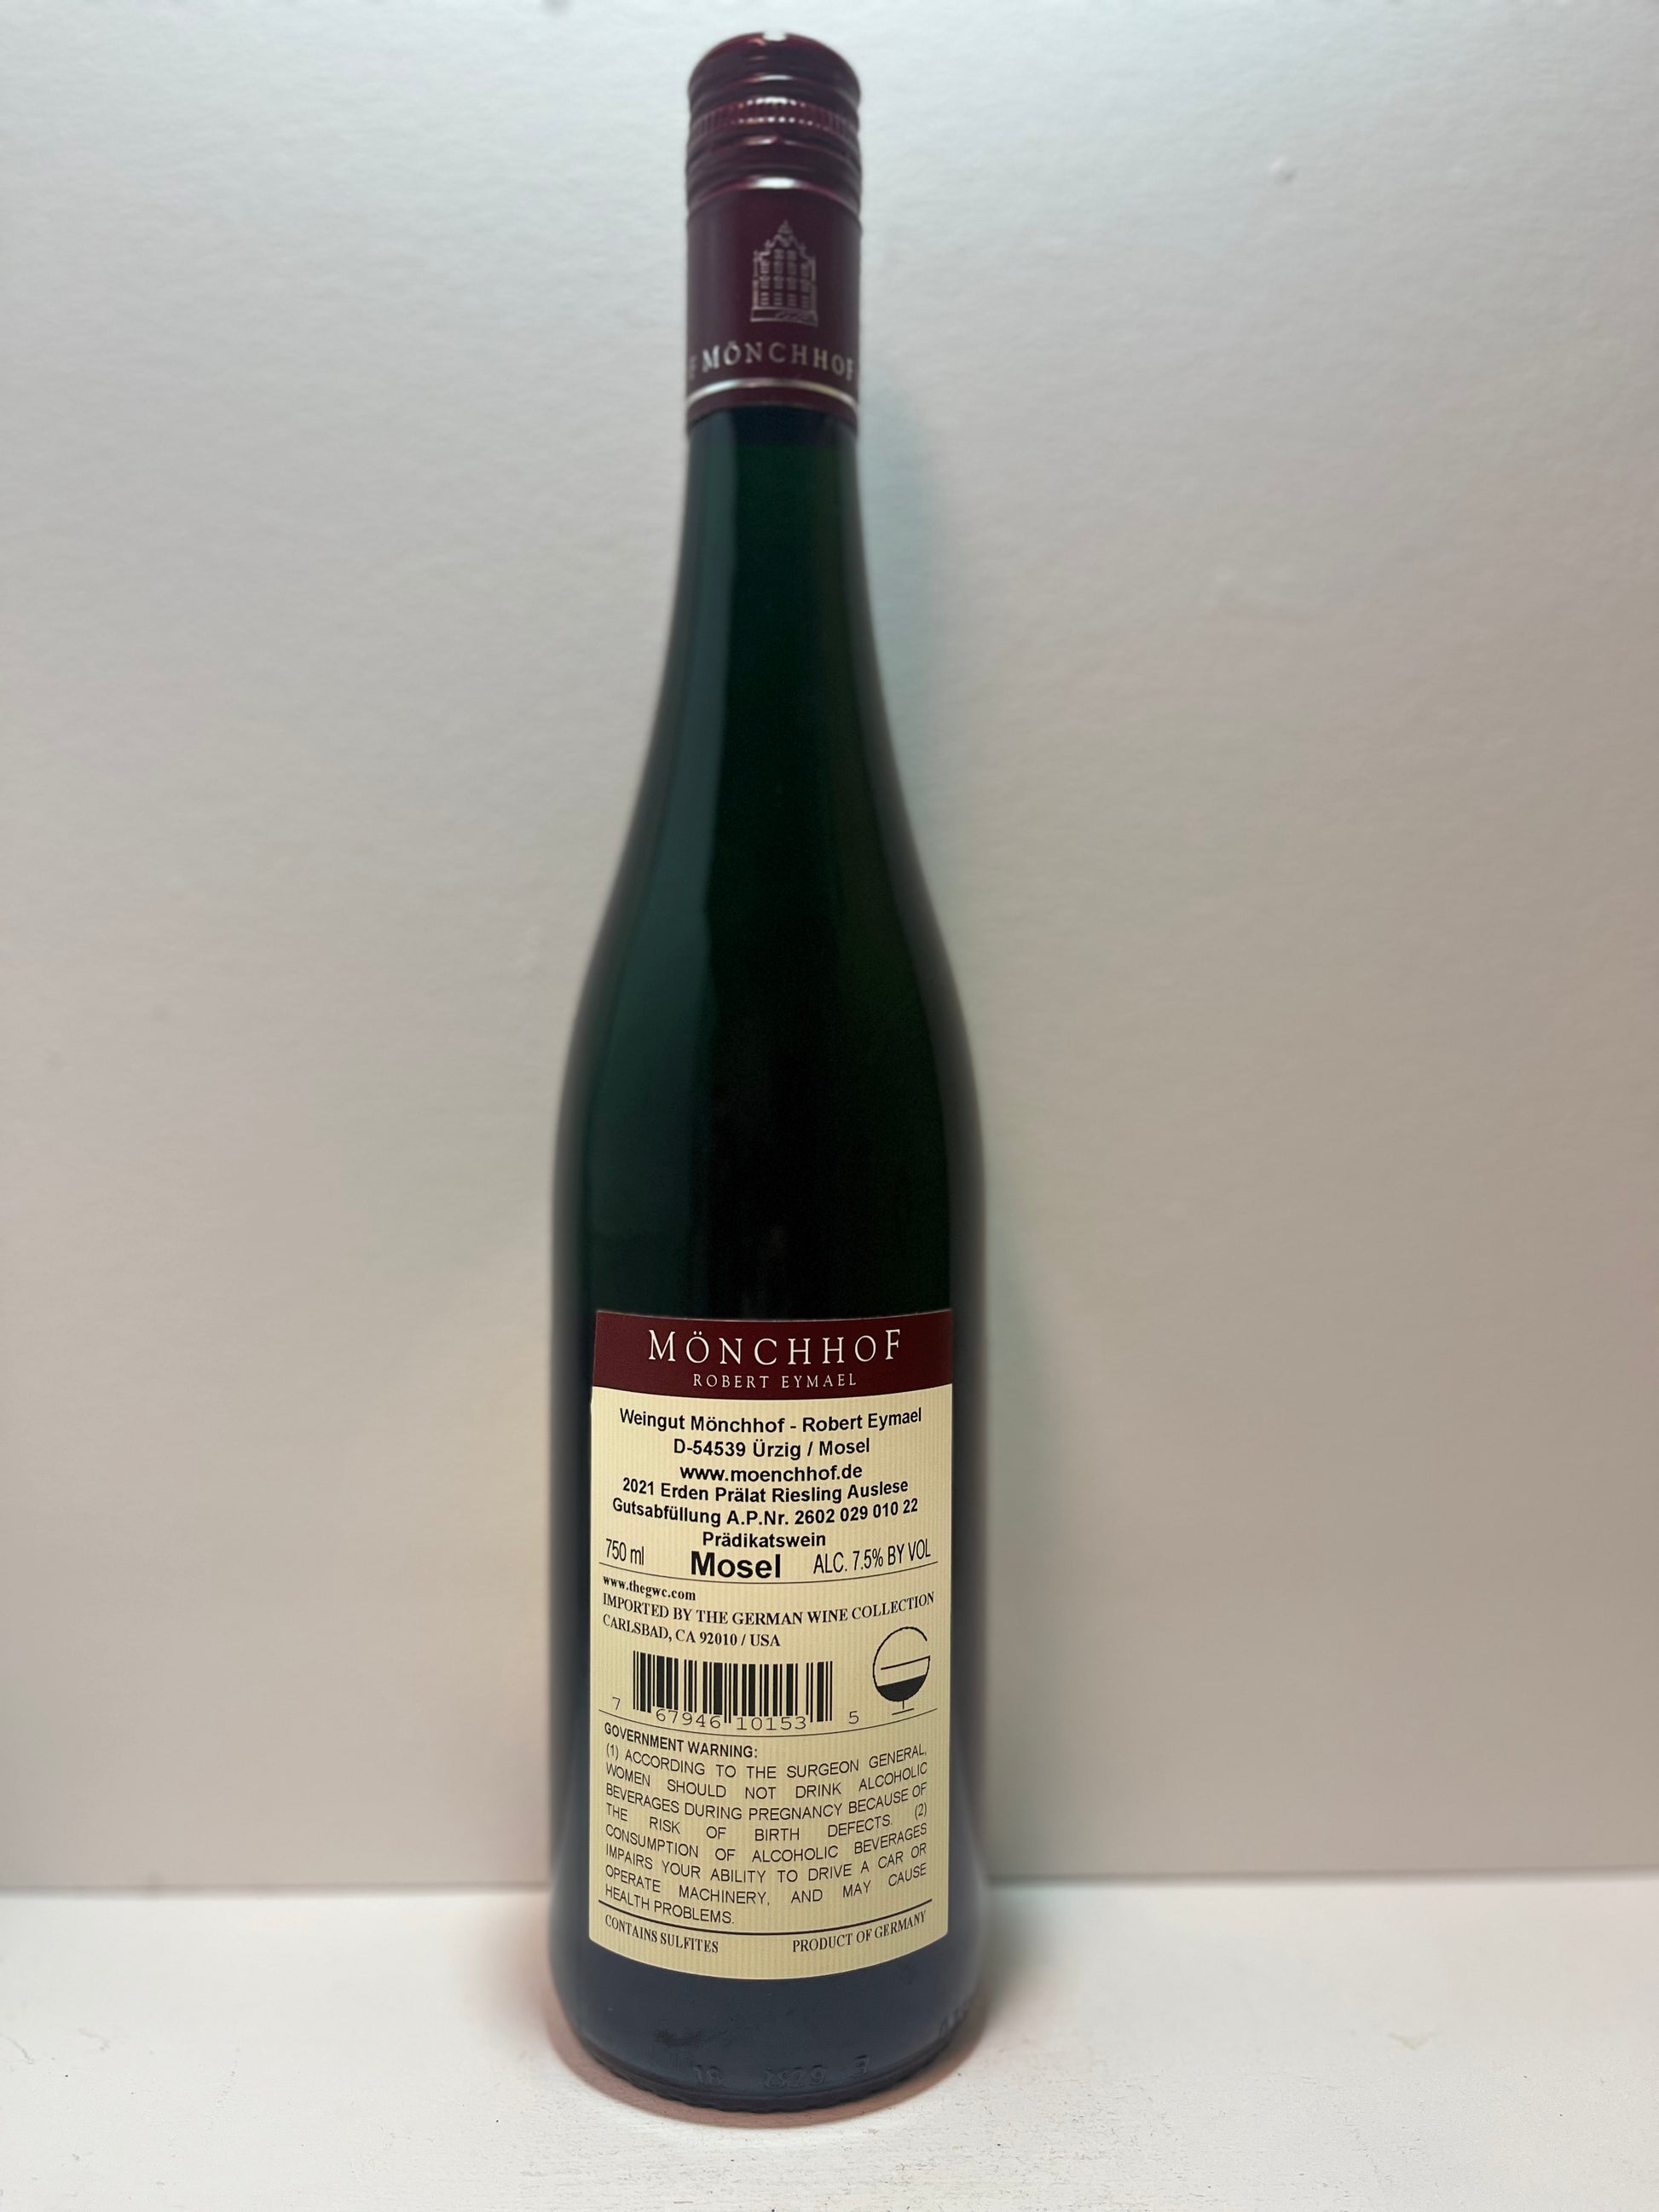 MÖNCHHOF
MÖNCHHOF
ROBERT EYMAEL
Weingut Mönchhof - Robert Eymael
D-54539 Ürzig / Mosel
www.moenchhof.de
2021 Erden Prälat Riesling Auslese
Gutsabfüllung A.P.Nr. 2602 029 010 22
Prädikatswein
750 ml Mosel ALC. 7.5% BY VOL
www.thegwc.com
IMPORTED BY THE GERMAN WINE COLLECTION
CARLSBAD, CA 92010 / USA
7 67946 10153 5
GOVERNMENT WARNING:
(1) ACCORDING TO THE SURGEON GENERAL,
WOMEN SHOULD NOT DRINK ALCOHOLIC
BEVERAGES DURING PREGNANCY BECAUSE OF
THE RISK OF BIRTH DEFECTS. (2)
CONSUMPTION OF ALCOHOLIC BEVERAGES
IMPAIRS YOUR ABILITY TO DRIVE A CAR OR
OPERATE MACHINERY, AND MAY CAUSE
HEALTH PROBLEMS.
CONTAINS SULFITES PRODUCT OF GERMANY